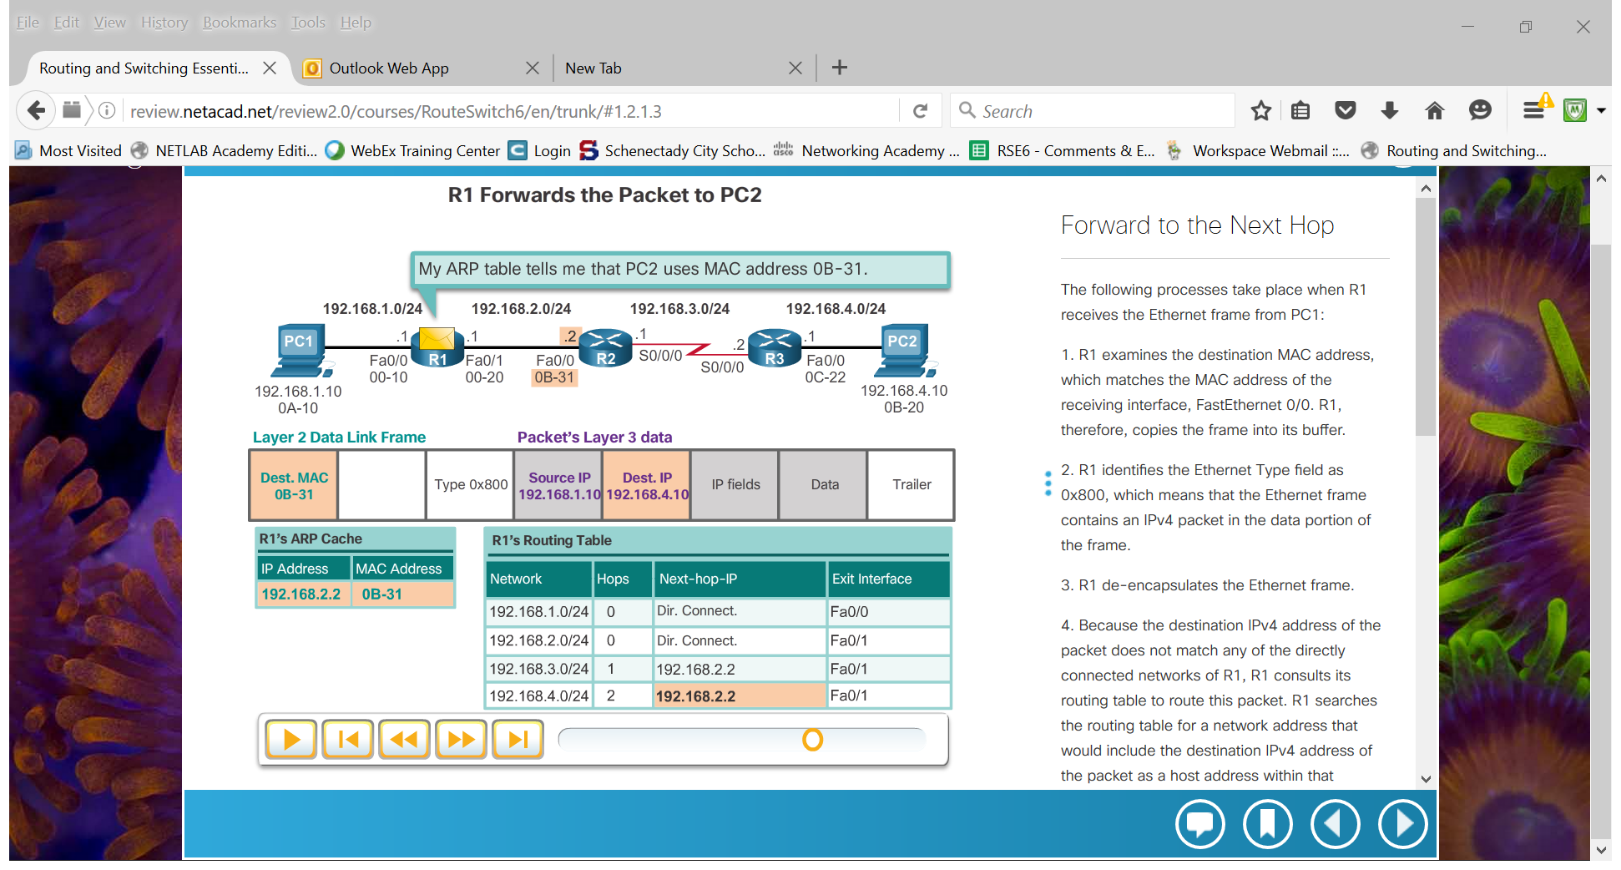 File Edit View History Bookmarks Tools Help
Routing and Switching Essenti... Outlook Web App New Tab
review.netacad.net/review2.0/courses/RouteSwitch6/en/trunk/#1.2.1.3 Search
Most Visited NETLAB Academy Editi... WebEx Training Center Login Schenectady City Scho... Networking Academy ... RSE6 - Comments & E... Workspace Webmail ::... Routing and Switching...
R1 Forwards the Packet to PC2
My ARP table tells me that PC2 uses MAC address 0B-31.
192.168.1.0/24 192.168.2.0/24 192.168.3.0/24 192.168.4.0/24
PC1 .1 R1 .1 .2 R2 .1 .2 R3 .1 PC2
Fa0/0 Fa0/1 Fa0/0 S0/0/0 S0/0/0 Fa0/0
00-10 00-20 0B-31 0C-22
192.168.1.10 192.168.4.10
0A-10 0B-20
Layer 2 Data Link Frame Packet's Layer 3 data
Dest. MAC
0B-31
Type 0x800
Source IP
192.168.1.10
Dest. IP
192.168.4.10
IP fields
Data
Trailer
R1's ARP Cache
IP Address MAC Address
192.168.2.2 0B-31
R1's Routing Table
Network Hops Next-hop-IP Exit Interface
192.168.1.0/24 0 Dir. Connect. Fa0/0
192.168.2.0/24 0 Dir. Connect. Fa0/1
192.168.3.0/24 1 192.168.2.2 Fa0/1
192.168.4.0/24 2 192.168.2.2 Fa0/1
Forward to the Next Hop
The following processes take place when R1
receives the Ethernet frame from PC1:
1. R1 examines the destination MAC address,
which matches the MAC address of the
receiving interface, FastEthernet 0/0. R1,
therefore, copies the frame into its buffer.
2. R1 identifies the Ethernet Type field as
0x800, which means that the Ethernet frame
contains an IPv4 packet in the data portion of
the frame.
3. R1 de-encapsulates the Ethernet frame.
4. Because the destination IPv4 address of the
packet does not match any of the directly
connected networks of R1, R1 consults its
routing table to route this packet. R1 searches
the routing table for a network address that
would include the destination IPv4 address of
the packet as a host address within that